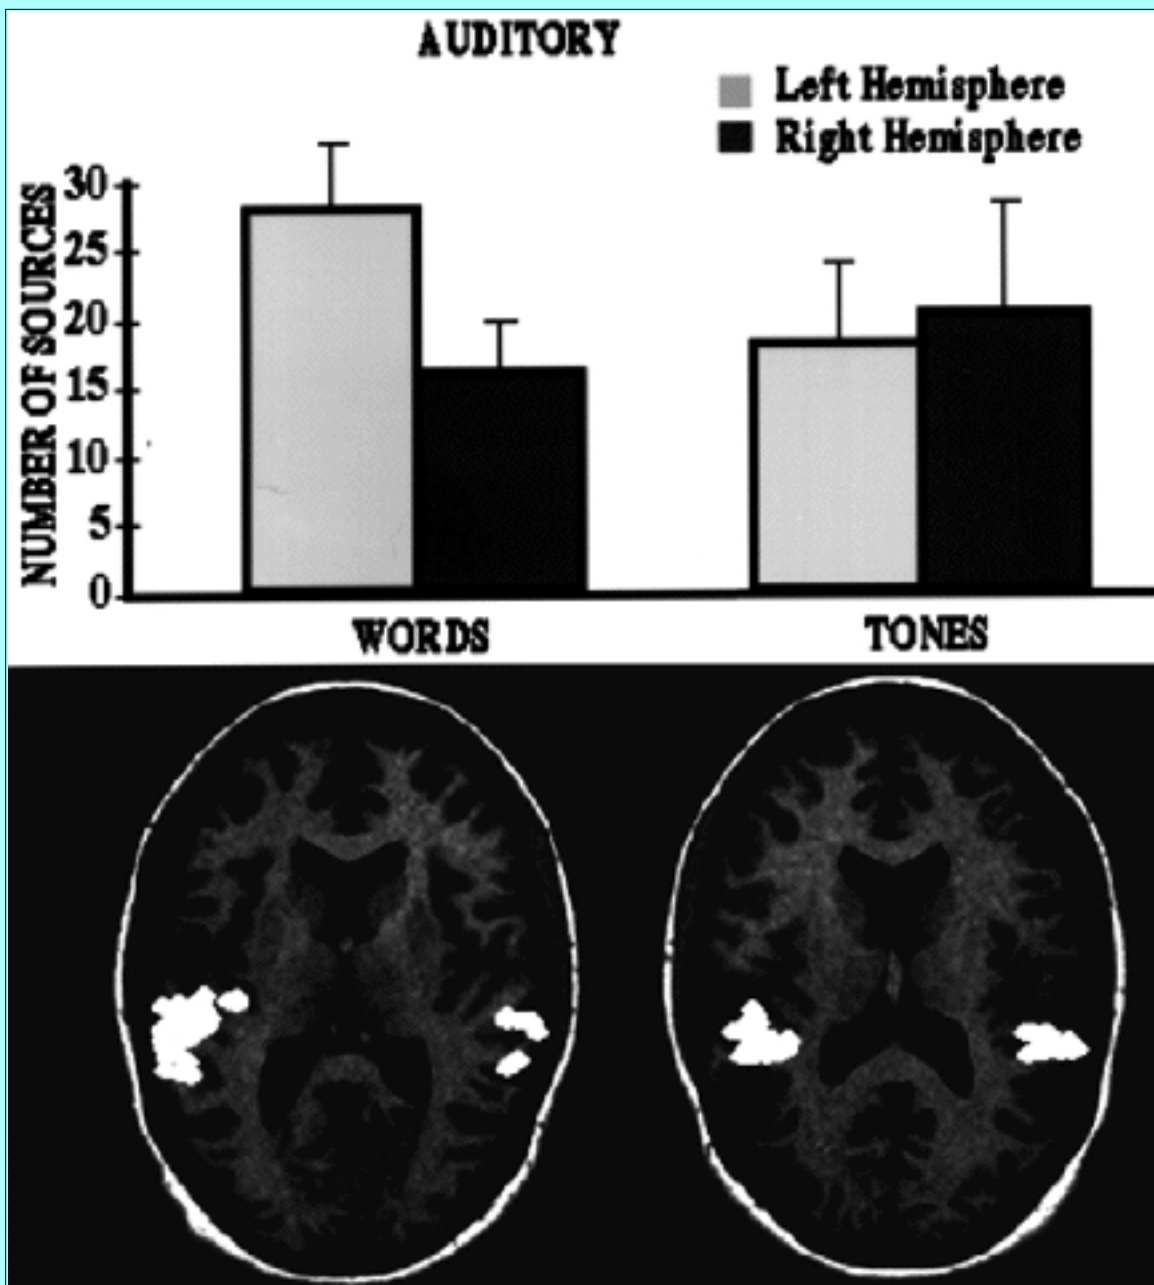 AUDITORY
Left Hemisphere
Right Hemisphere
NUMBER OF SOURCES
30
25
20
15
10
5
0
WORDS
TONES